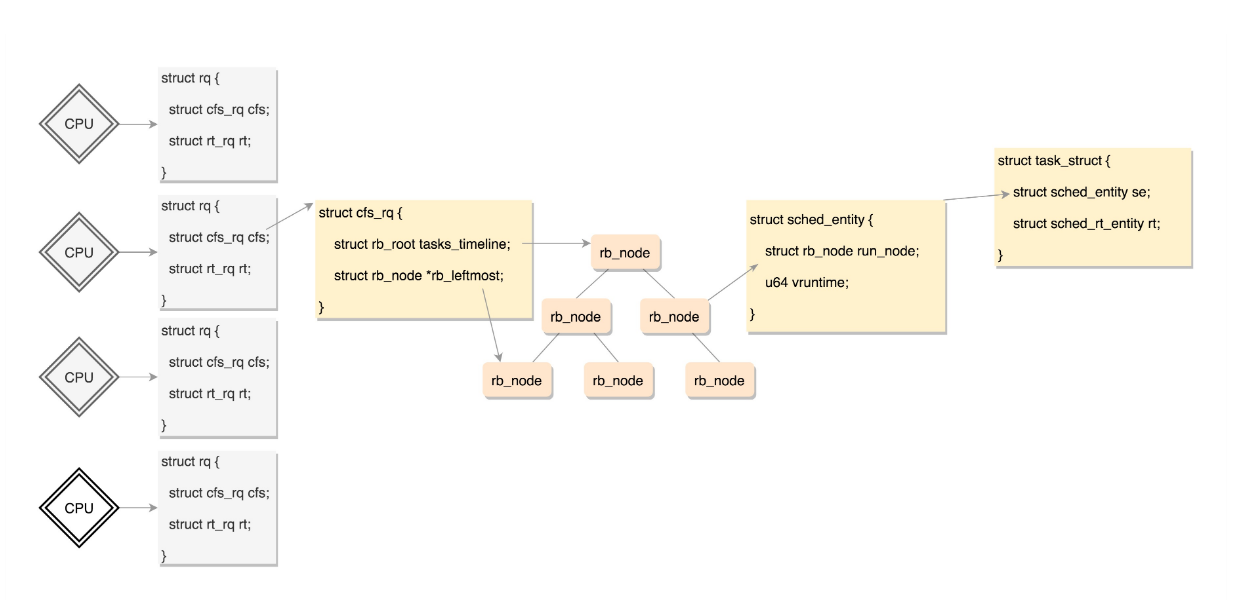 CPU
struct rq {
struct cfs_rq cfs;
struct rt_rq rt;
}
CPU
struct rq {
struct cfs_rq cfs;
struct rt_rq rt;
}
CPU
struct rq {
struct cfs_rq cfs;
struct rt_rq rt;
}
CPU
struct rq {
struct cfs_rq cfs;
struct rt_rq rt;
}
struct cfs_rq {
struct rb_root tasks_timeline;
struct rb_node *rb_leftmost;
}
rb_node
rb_node
rb_node
rb_node
rb_node
rb_node
struct sched_entity {
struct rb_node run_node;
u64 vruntime;
}
struct task_struct {
struct sched_entity se;
struct sched_rt_entity rt;
}